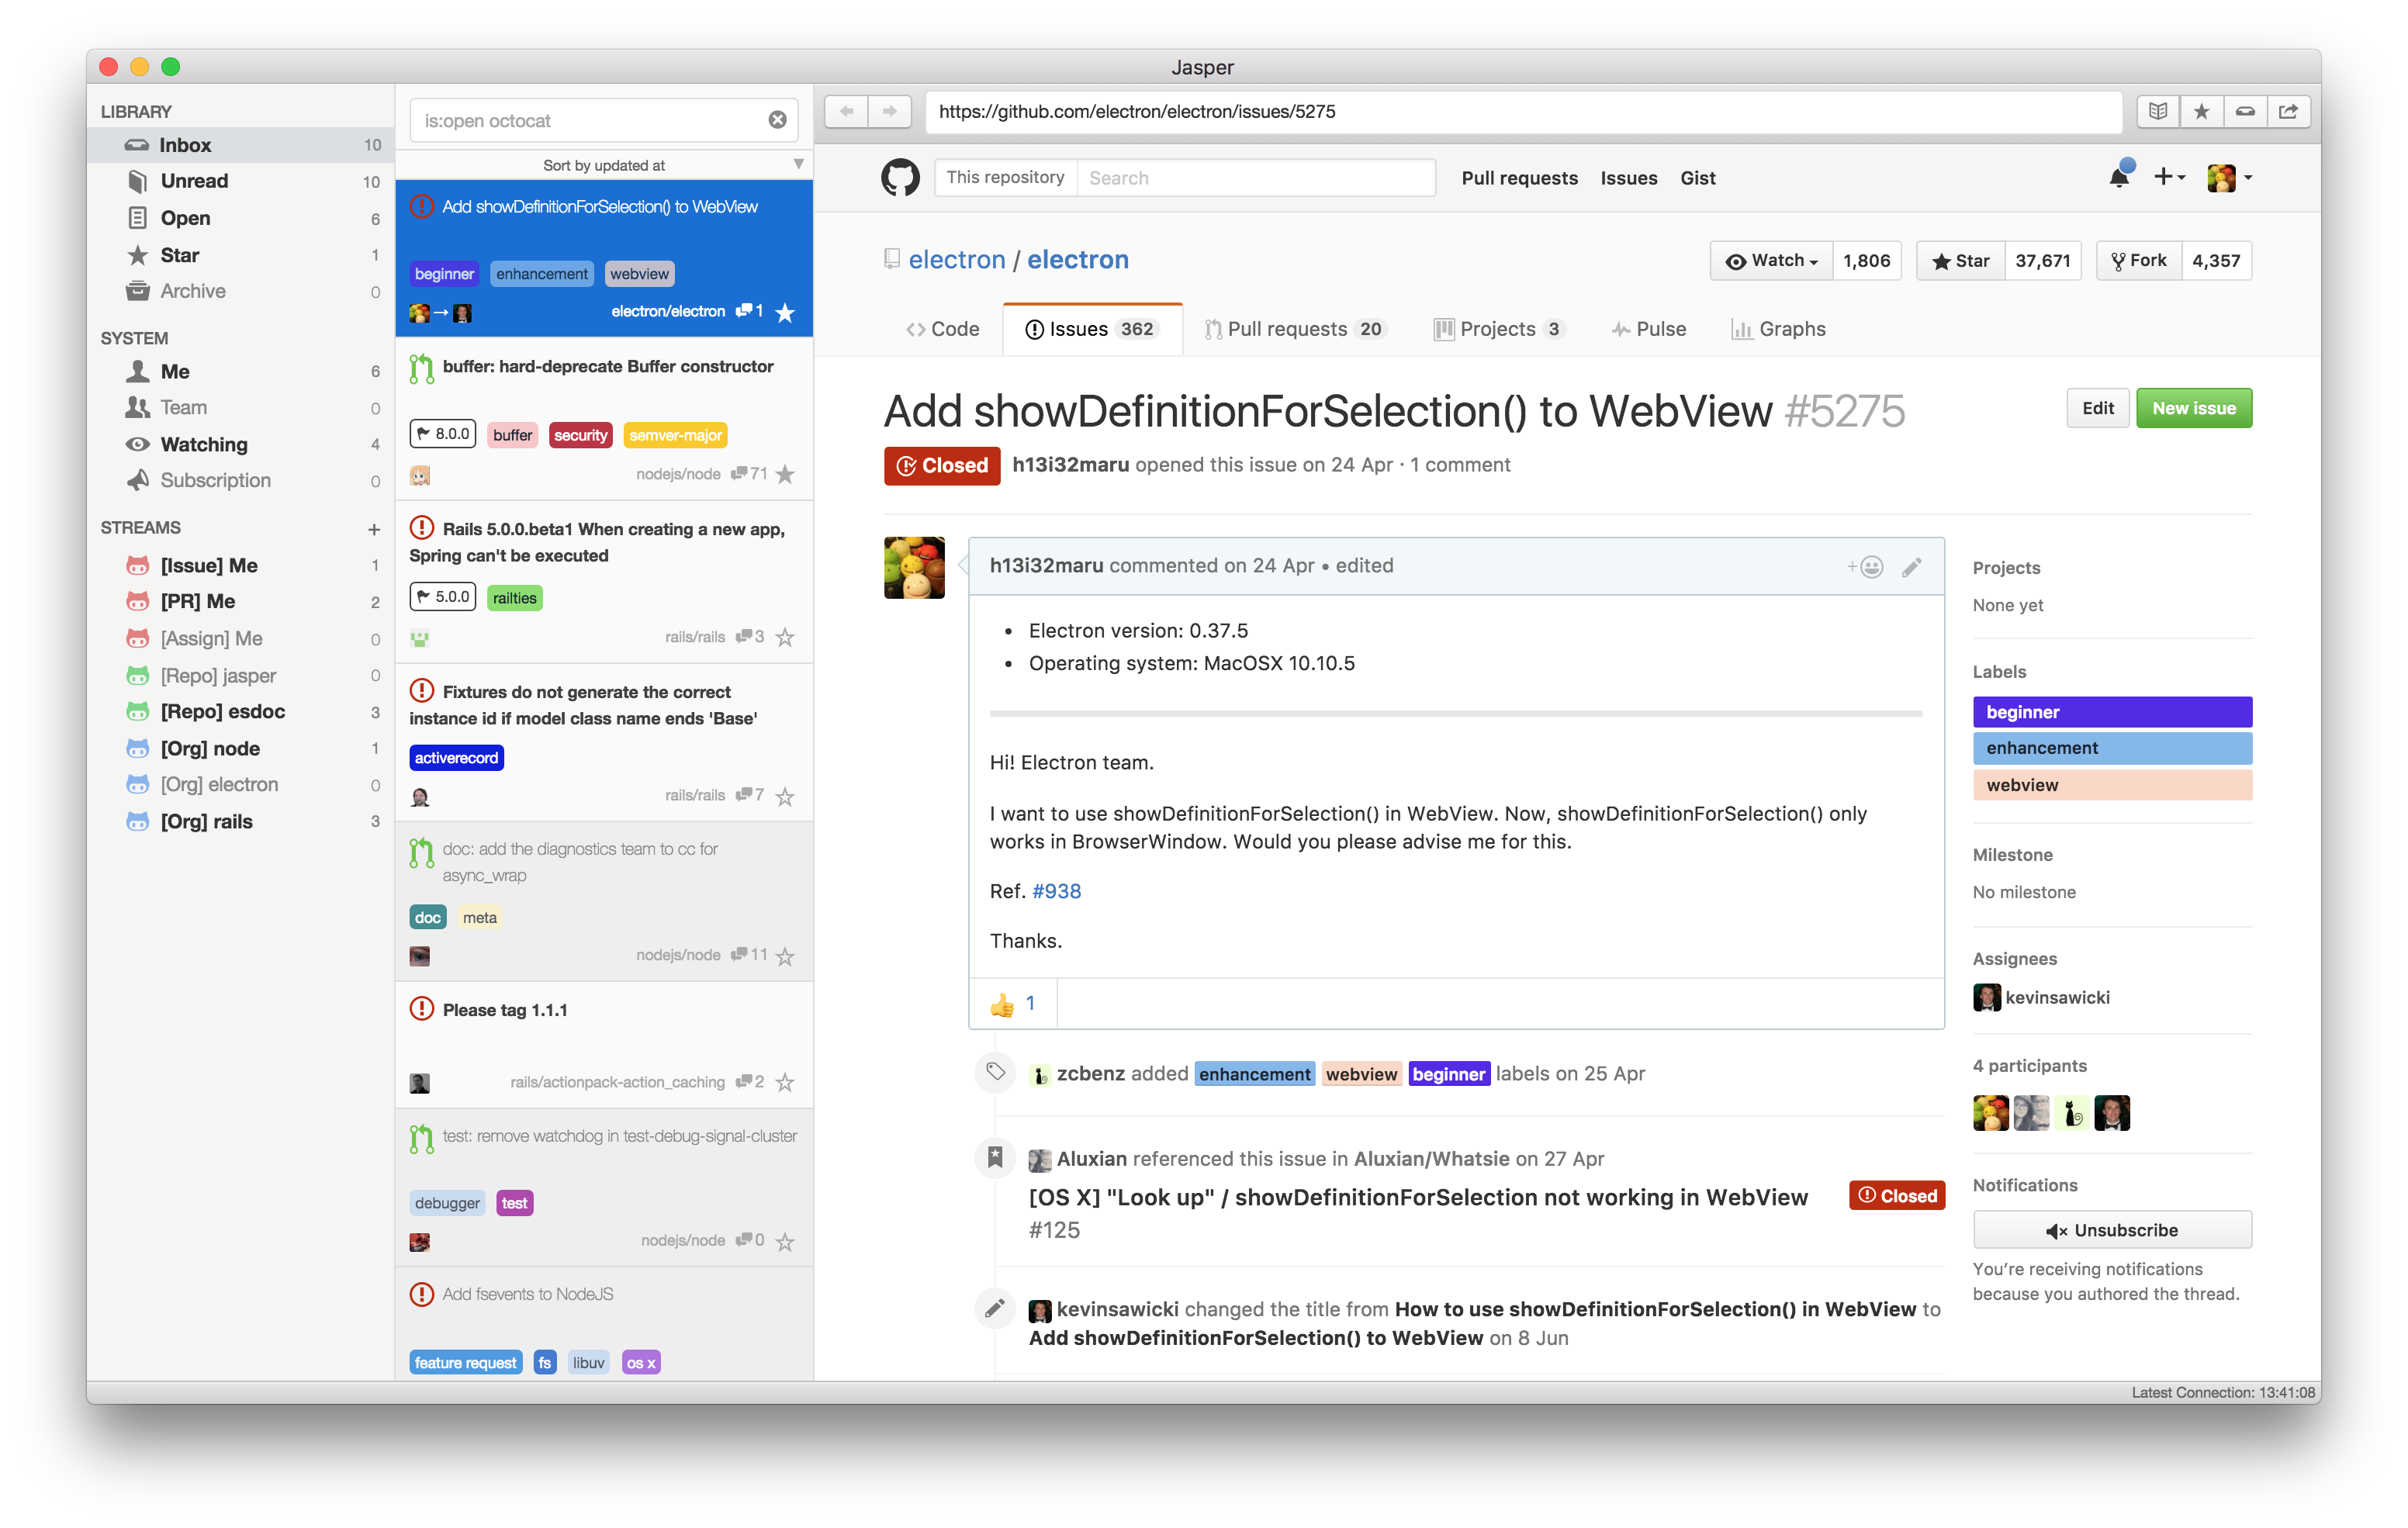 Jasper
LIBRARY
Inbox 10
Unread 10
Open 6
Star 1
Archive 0
SYSTEM
Me 6
Team 0
Watching 4
Subscription 0
STREAMS +
[Issue] Me 1
[PR] Me 2
[Assign] Me 0
[Repo] jasper 0
[Repo] esdoc 3
[Org] node 1
[Org] electron 0
[Org] rails 3
is:open octocat
Sort by updated at
Add showDefinitionForSelection() to WebView
beginner enhancement webview
electron/electron 1
buffer: hard-deprecate Buffer constructor
8.0.0 buffer security semver-major
nodejs/node 71
Rails 5.0.0.beta1 When creating a new app,
Spring can't be executed
5.0.0 railties
rails/rails 3
Fixtures do not generate the correct
instance id if model class name ends 'Base'
activerecord
rails/rails 7
doc: add the diagnostics team to cc for
async_wrap
doc meta
nodejs/node 11
Please tag 1.1.1
rails/actionpack-action_caching 2
test: remove watchdog in test-debug-signal-cluster
debugger test
nodejs/node 0
Add fsevents to NodeJS
feature request fs libuv os x
https://github.com/electron/electron/issues/5275
This repository Search Pull requests Issues Gist
electron / electron
Watch 1,806 Star 37,671 Fork 4,357
Code Issues 362 Pull requests 20 Projects 3 Pulse Graphs
Add showDefinitionForSelection() to WebView #5275
Edit New issue
Closed h13i32maru opened this issue on 24 Apr · 1 comment
h13i32maru commented on 24 Apr • edited
• Electron version: 0.37.5
• Operating system: MacOSX 10.10.5
Hi! Electron team.
I want to use showDefinitionForSelection() in WebView. Now, showDefinitionForSelection() only
works in BrowserWindow. Would you please advise me for this.
Ref. #938
Thanks.
1
zcbenz added enhancement webview beginner labels on 25 Apr
Aluxian referenced this issue in Aluxian/Whatsie on 27 Apr
[OS X] "Look up" / showDefinitionForSelection not working in WebView
#125
Closed
kevinsawicki changed the title from How to use showDefinitionForSelection() in WebView to
Add showDefinitionForSelection() to WebView on 8 Jun
Projects
None yet
Labels
beginner
enhancement
webview
Milestone
No milestone
Assignees
kevinsawicki
4 participants
Notifications
Unsubscribe
You’re receiving notifications
because you authored the thread.
Latest Connection: 13:41:08